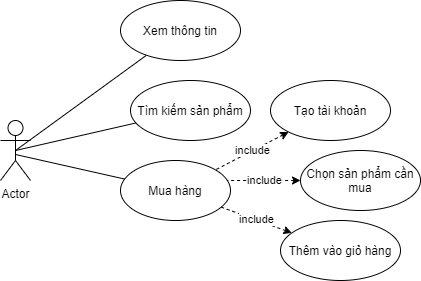 Xem thông tin
Tìm kiếm sản phẩm
Tạo tài khoản
include
Actor
Mua hàng
include
Chọn sản phẩm cần
mua
include
Thêm vào giỏ hàng